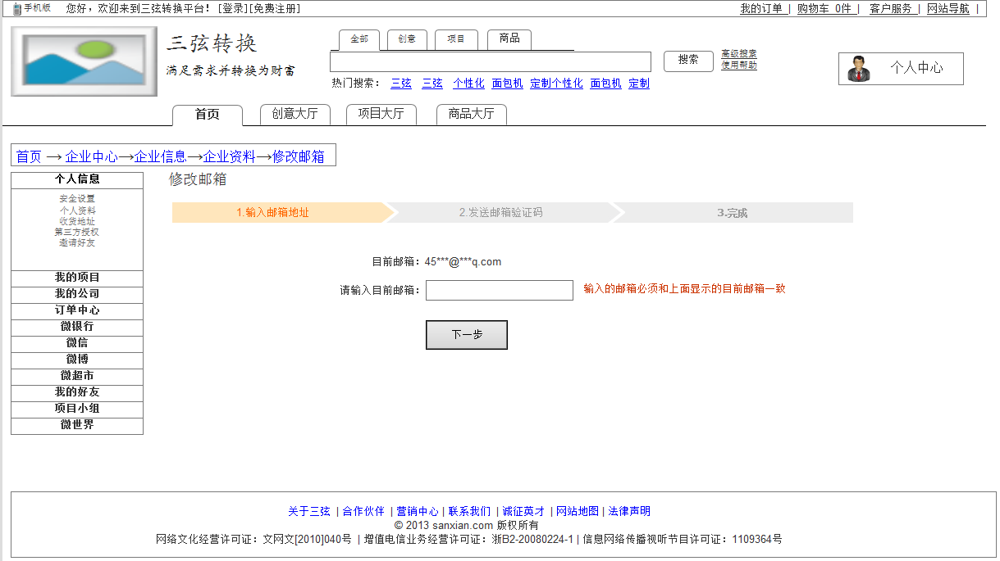 手机版 您好，欢迎来到三弦转换平台！ [登录][免费注册] 我的订单 | 购物车 0件 | 客户服务 | 网站导航 |
三弦转换
满足需求并转换为财富
全部 创意 项目 商品
搜索 高级搜索
使用帮助
个人中心
热门搜索： 三弦 三弦 个性化 面包机 定制个性化 面包机 定制
首页 创意大厅 项目大厅 商品大厅
首页 → 企业中心→企业信息→企业资料→修改邮箱
个人信息
安全设置
个人资料
收货地址
第三方授权
邀请好友
我的项目
我的公司
订单中心
微银行
微信
微博
微超市
我的好友
项目小组
微世界
修改邮箱
1.输入邮箱地址 2.发送邮箱验证码 3.完成
目前邮箱：45***@***q.com
请输入目前邮箱： 输入的邮箱必须和上面显示的目前邮箱一致
下一步
关于三弦 | 合作伙伴 | 营销中心 | 联系我们 | 诚征英才 | 网站地图 | 法律声明
© 2013 sanxian.com 版权所有
网络文化经营许可证：文网文[2010]040号 | 增值电信业务经营许可证：浙B2-20080224-1 | 信息网络传播视听节目许可证：1109364号